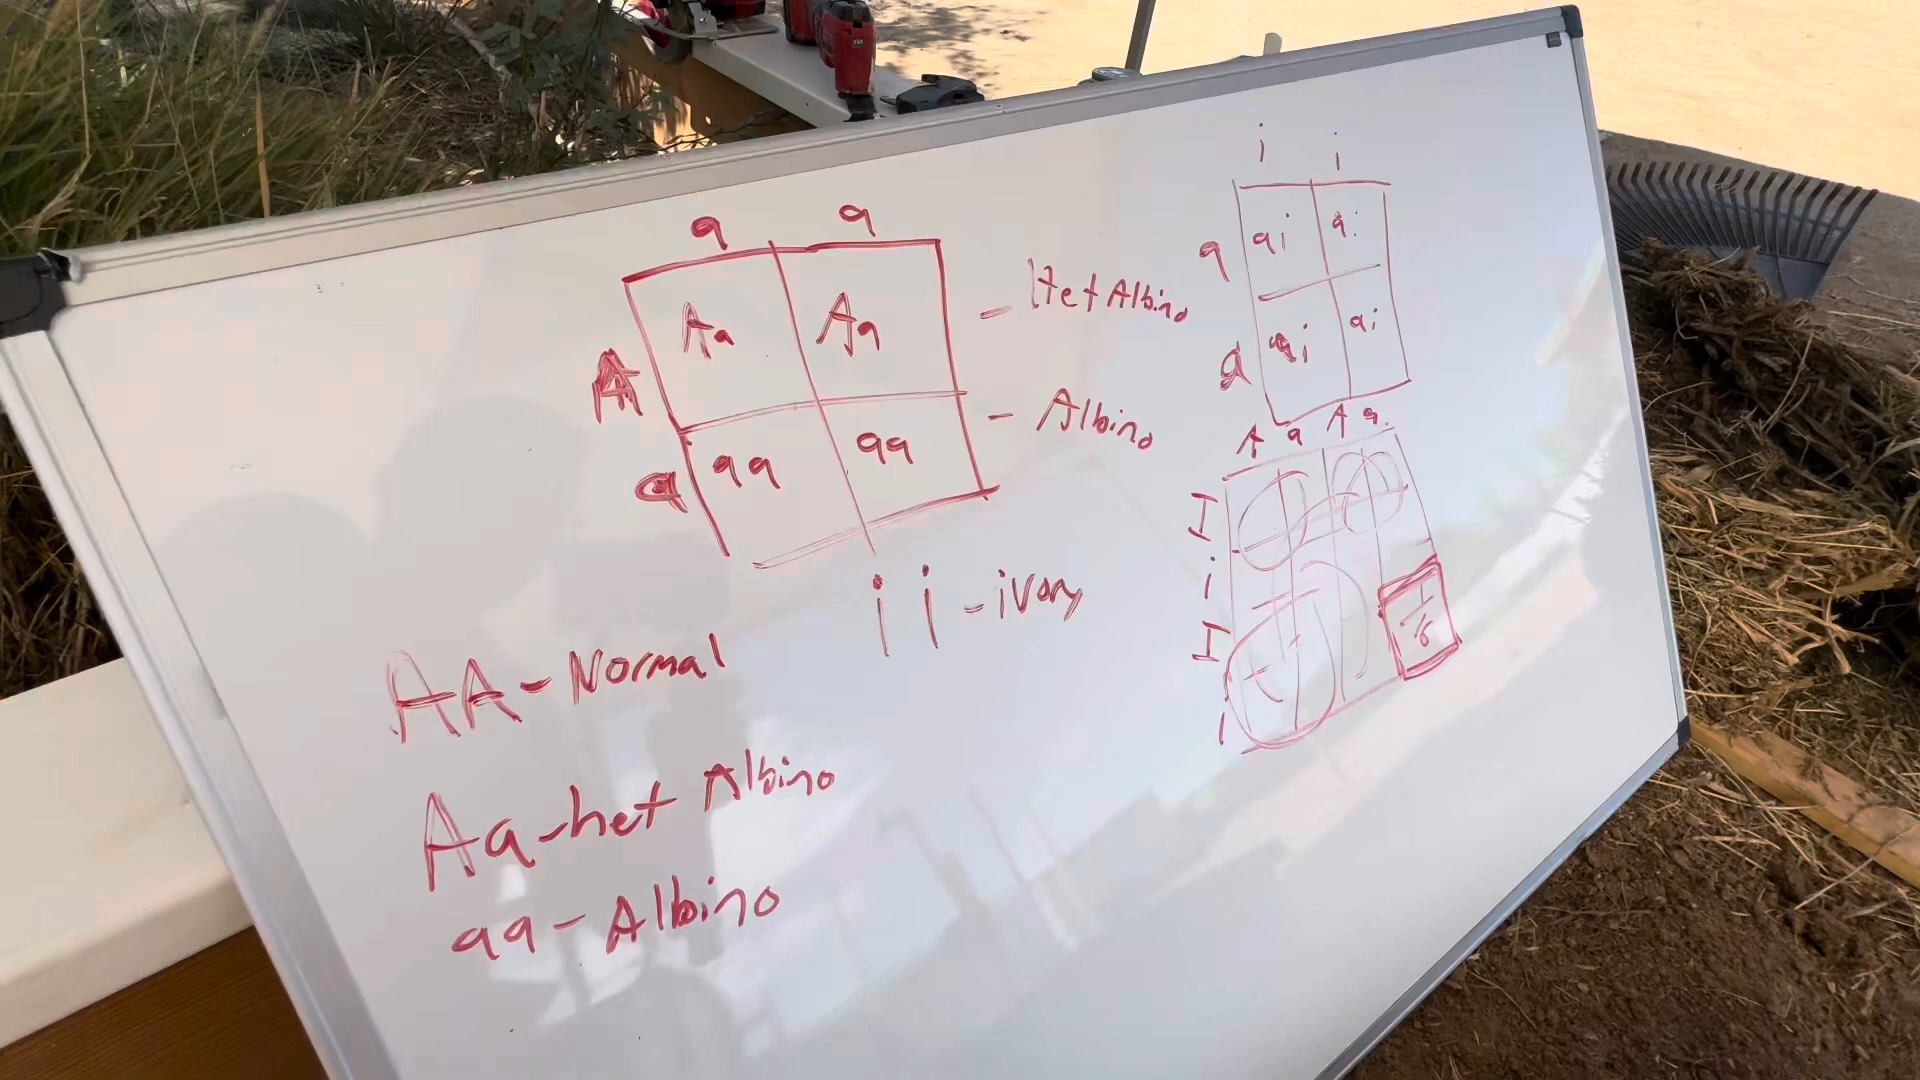 a a
A Aa Aa - Het Albino
a aa aa - Albino
i i - ivory
AA - Normal
Aa - het Albino
aa - Albino
i i
a ai ai
a ai ai
A a A a
I
i
I
i